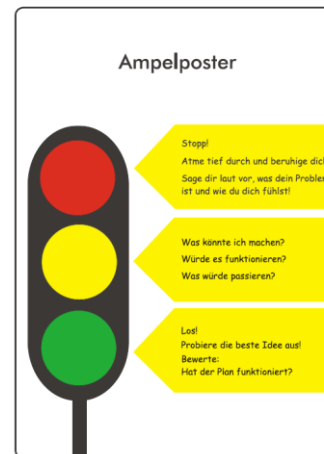 Ampelposter
Stopp!
Atme tief durch und beruhige dich
Sage dir laut vor, was dein Problem
ist und wie du dich fühlst!
Was könnte ich machen?
Würde es funktionieren?
Was würde passieren?
Los!
Probiere die beste Idee aus!
Bewerte:
Hat der Plan funktioniert?